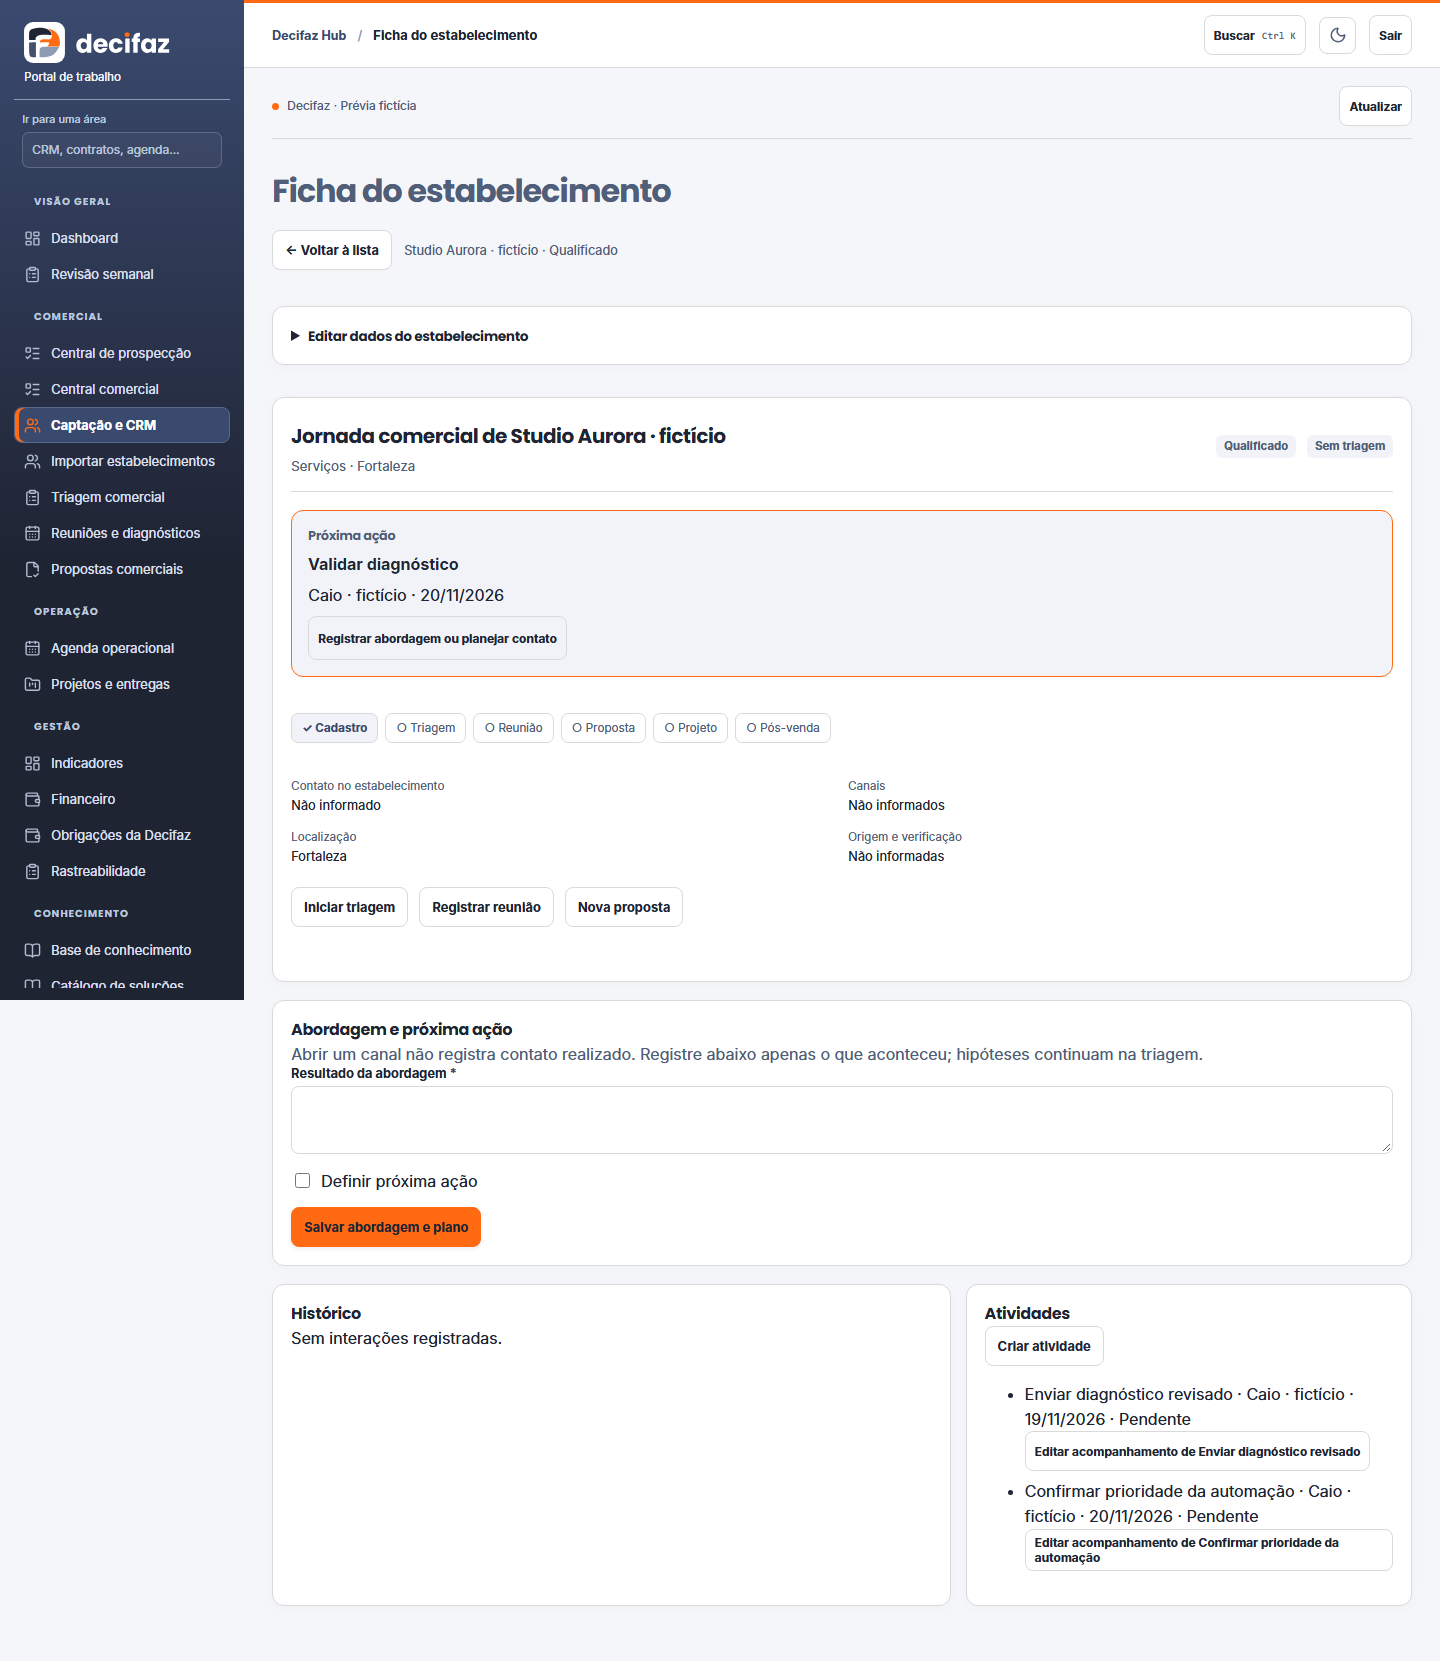 decifaz
Portal de trabalho
Ir para uma área
CRM, contratos, agenda...
VISÃO GERAL
Dashboard
Revisão semanal
COMERCIAL
Central de prospecção
Central comercial
Captação e CRM
Importar estabelecimentos
Triagem comercial
Reuniões e diagnósticos
Propostas comerciais
OPERAÇÃO
Agenda operacional
Projetos e entregas
GESTÃO
Indicadores
Financeiro
Obrigações da Decifaz
Rastreabilidade
CONHECIMENTO
Base de conhecimento
Catálogo de soluções
Decifaz Hub / Ficha do estabelecimento
Buscar Ctrl K
Sair
Decifaz · Prévia fictícia
Atualizar
Ficha do estabelecimento
← Voltar à lista
Studio Aurora · fictício · Qualificado
▶ Editar dados do estabelecimento
Jornada comercial de Studio Aurora · fictício
Serviços · Fortaleza
Qualificado
Sem triagem
Próxima ação
Validar diagnóstico
Caio · fictício · 20/11/2026
Registrar abordagem ou planejar contato
✓ Cadastro
○ Triagem
○ Reunião
○ Proposta
○ Projeto
○ Pós-venda
Contato no estabelecimento
Não informado
Canais
Não informados
Localização
Fortaleza
Origem e verificação
Não informadas
Iniciar triagem
Registrar reunião
Nova proposta
Abordagem e próxima ação
Abrir um canal não registra contato realizado. Registre abaixo apenas o que aconteceu; hipóteses continuam na triagem.
Resultado da abordagem *
Definir próxima ação
Salvar abordagem e plano
Histórico
Sem interações registradas.
Atividades
Criar atividade
• Enviar diagnóstico revisado · Caio · fictício ·
19/11/2026 · Pendente
Editar acompanhamento de Enviar diagnóstico revisado
• Confirmar prioridade da automação · Caio ·
fictício · 20/11/2026 · Pendente
Editar acompanhamento de Confirmar prioridade da
automação